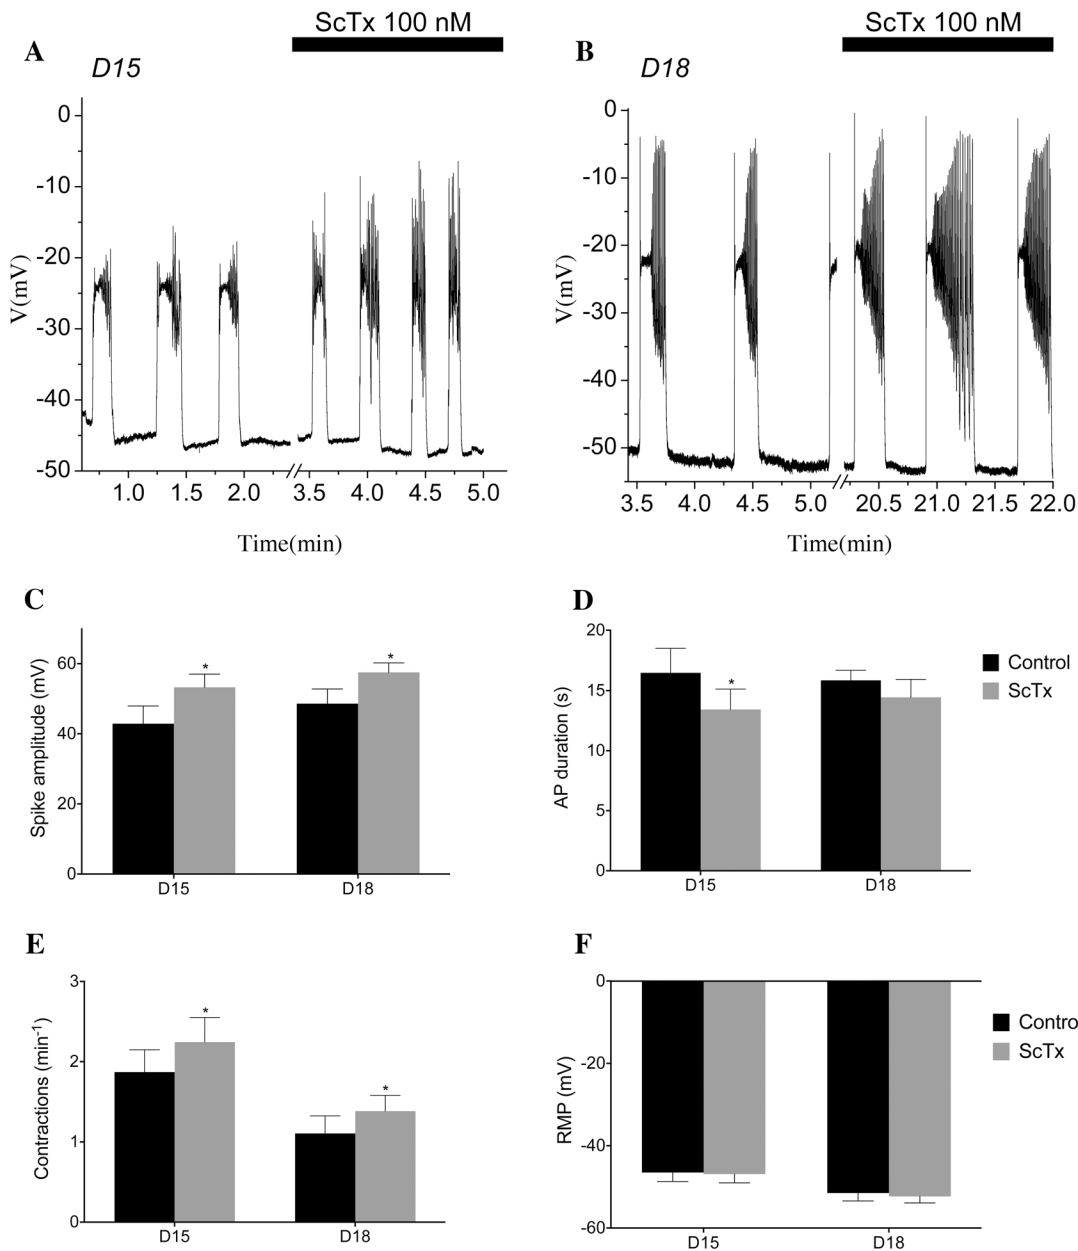 A
D15
ScTx 100 nM
0
-10
-20
-30
-40
-50
V(mV)
1.0 1.5 2.0 3.5 4.0 4.5 5.0
Time(min)
B
D18
ScTx 100 nM
0
-10
-20
-30
-40
-50
V(mV)
3.5 4.0 4.5 5.0 20.5 21.0 21.5 22.0
Time(min)
C
60
40
20
0
Spike amplitude (mV)
* *
D15 D18
D
20
15
10
5
0
AP duration (s)
*
D15 D18
Control
ScTx
E
3
2
1
0
Contractions (min-1)
* *
D15 D18
F
0
-20
-40
-60
RMP (mV)
D15 D18
Contro
ScTx